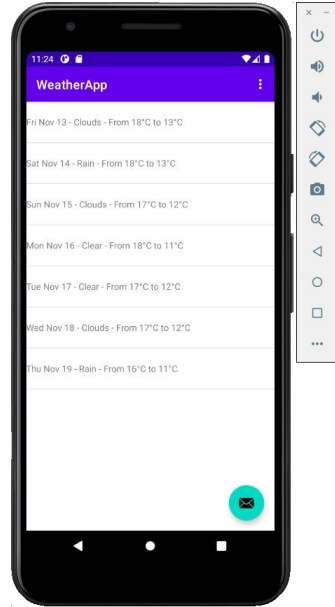 11:24
WeatherApp
Fri Nov 13 - Clouds - From 18°C to 13°C
Sat Nov 14 - Rain - From 18°C to 13°C
Sun Nov 15 - Clouds - From 17°C to 12°C
Mon Nov 16 - Clear - From 18°C to 11°C
Tue Nov 17 - Clear - From 17°C to 12°C
Wed Nov 18 - Clouds - From 17°C to 12°C
Thu Nov 19 - Rain - From 16°C to 11°C